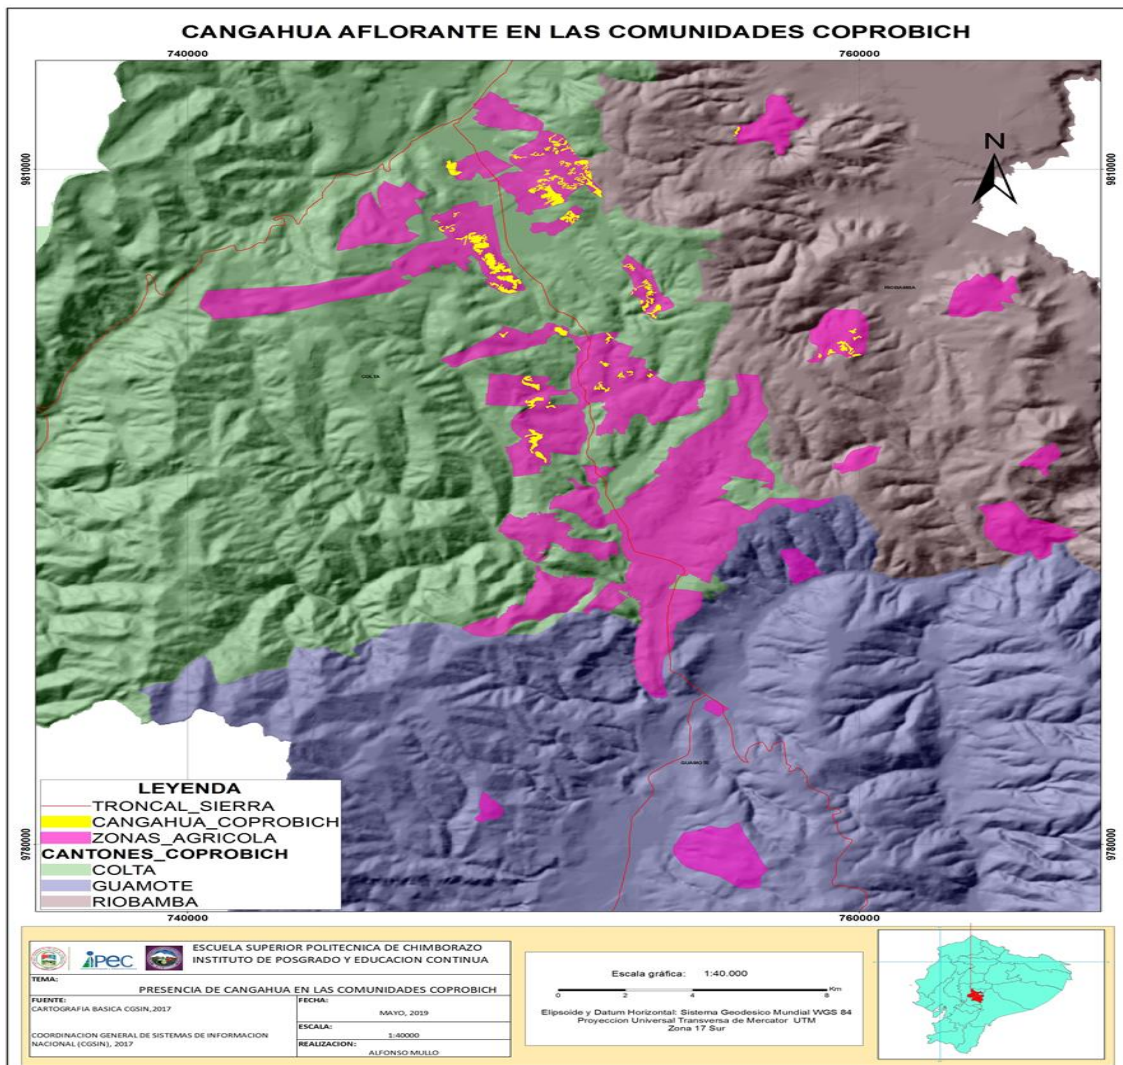 CANGAHUA AFLORANTE EN LAS COMUNIDADES COPROBICH
740000
760000
9810000
9810000
N
RIOBAMBA
COLTA
GUAMOTE
LEYENDA
TRONCAL_SIERRA
CANGAHUA_COPROBICH
ZONAS_AGRICOLA
CANTONES_COPROBICH
COLTA
GUAMOTE
RIOBAMBA
9780000
9780000
740000
760000
ipec
ESCUELA SUPERIOR POLITECNICA DE CHIMBORAZO
INSTITUTO DE POSGRADO Y EDUCACION CONTINUA
TEMA:
PRESENCIA DE CANGAHUA EN LAS COMUNIDADES COPROBICH
FUENTE:
CARTOGRAFIA BASICA CGSIN,2017
COORDINACION GENERAL DE SISTEMAS DE INFORMACION
NACIONAL (CGSIN), 2017
FECHA:
MAYO, 2019
ESCALA:
1:40000
REALIZACION:
ALFONSO MULLO
Escala gráfica: 1:40.000
0 2 4 8 Km
Elipsoide y Datum Horizontal: Sistema Geodesico Mundial WGS 84
Proyeccion Universal Transversa de Mercator UTM
Zona 17 Sur